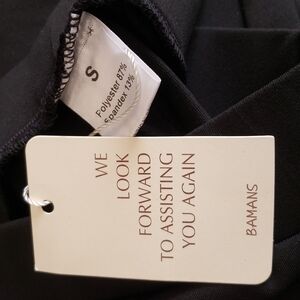 S
Polyester 87%
Spandex 13%
WE
LOOK
FORWARD
TO ASSISTING
YOU AGAIN
BAMANS